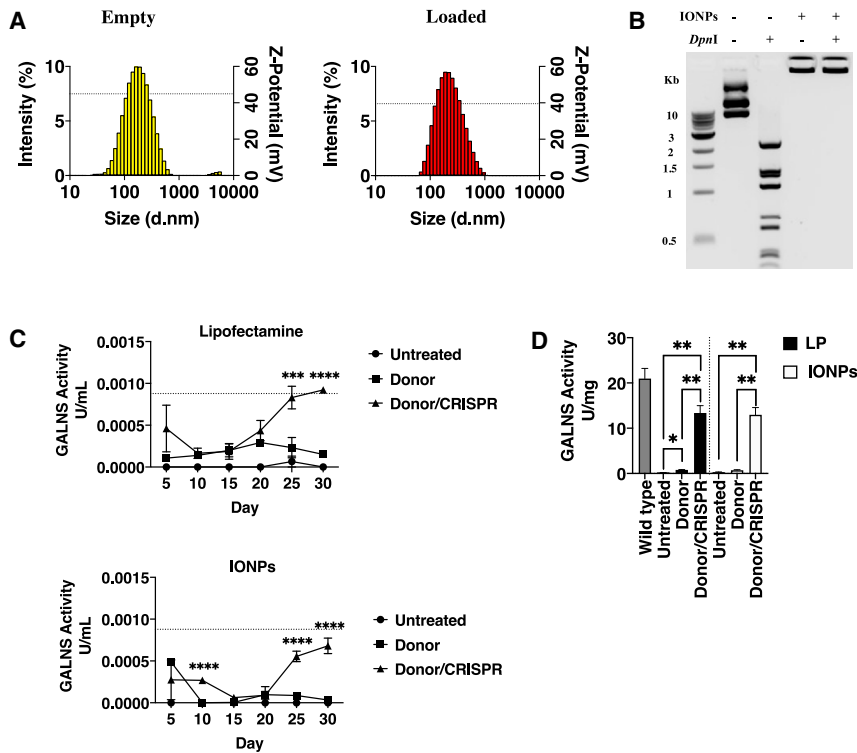 A
Empty
Loaded
Intensity (%)
10
5
0
60
40
20
0
Z-Potential (mV)
10 100 1000 10000
Size (d.nm)
Intensity (%)
10
5
0
60
40
20
0
Z-Potential (mV)
10 100 1000 10000
Size (d.nm)
B
IONPs - - + +
DpnI - + - +
Kb
10
3
2
1.5
1
0.5
C
Lipofectamine
GALNS Activity
U/mL
0.0015
0.0010
0.0005
0.0000
*** ****
5 10 15 20 25 30
Day
Untreated
Donor
Donor/CRISPR
IONPs
GALNS Activity
U/mL
0.0015
0.0010
0.0005
0.0000
****
****
****
5 10 15 20 25 30
Day
Untreated
Donor
Donor/CRISPR
D
GALNS Activity
U/mg
30
20
10
0
** **
** **
*
Wild type
Untreated
Donor
Donor/CRISPR
Untreated
Donor
Donor/CRISPR
LP
IONPs